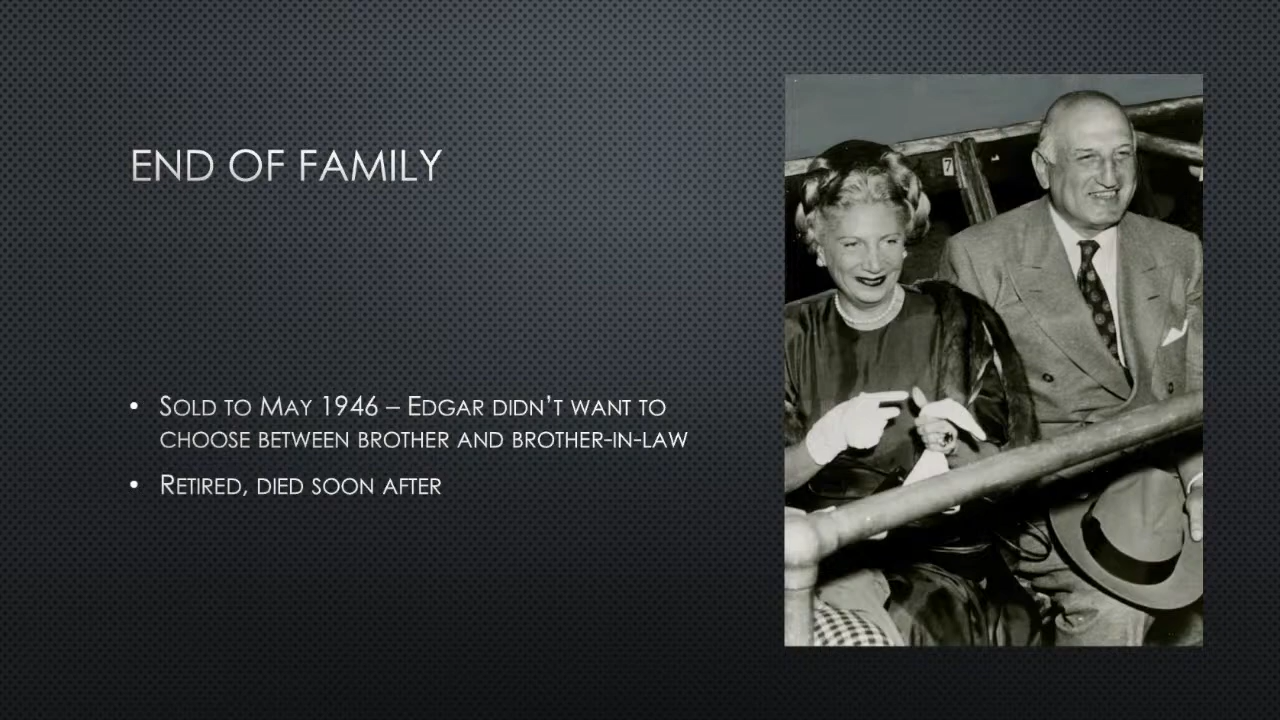 END OF FAMILY
• SOLD TO MAY 1946 – EDGAR DIDN'T WANT TO
CHOOSE BETWEEN BROTHER AND BROTHER-IN-LAW
• RETIRED, DIED SOON AFTER
7